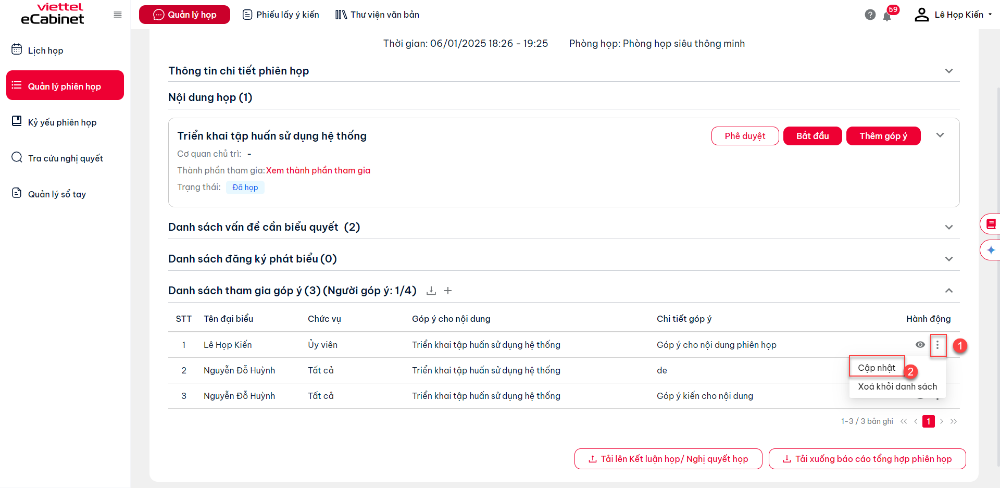 viettel
eCabinet
Quản lý họp
Phiếu lấy ý kiến
Thư viện văn bản
?
59
Lê Họp Kiến
Lịch họp
Quản lý phiên họp
Kỷ yếu phiên họp
Tra cứu nghị quyết
Quản lý sổ tay
Thời gian: 06/01/2025 18:26 - 19:25 Phòng họp: Phòng họp siêu thông minh
Thông tin chi tiết phiên họp
Nội dung họp (1)
Triển khai tập huấn sử dụng hệ thống
Phê duyệt
Bắt đầu
Thêm góp ý
Cơ quan chủ trì: -
Thành phần tham gia: Xem thành phần tham gia
Trạng thái: Đã họp
Danh sách vấn đề cần biểu quyết (2)
Danh sách đăng ký phát biểu (0)
Danh sách tham gia góp ý (3) (Người góp ý: 1/4)
STT Tên đại biểu Chức vụ Góp ý cho nội dung Chi tiết góp ý Hành động
1 Lê Họp Kiến Ủy viên Triển khai tập huấn sử dụng hệ thống Góp ý cho nội dung phiên họp
1
2 Nguyễn Đỗ Huỳnh Tất cả Triển khai tập huấn sử dụng hệ thống de
Cập nhật
2
Xoá khỏi danh sách
3 Nguyễn Đỗ Huỳnh Tất cả Triển khai tập huấn sử dụng hệ thống Góp ý kiến cho nội dung
1-3 / 3 bản ghi << < 1 > >>
Tải lên Kết luận họp/ Nghị quyết họp
Tải xuống báo cáo tổng hợp phiên họp